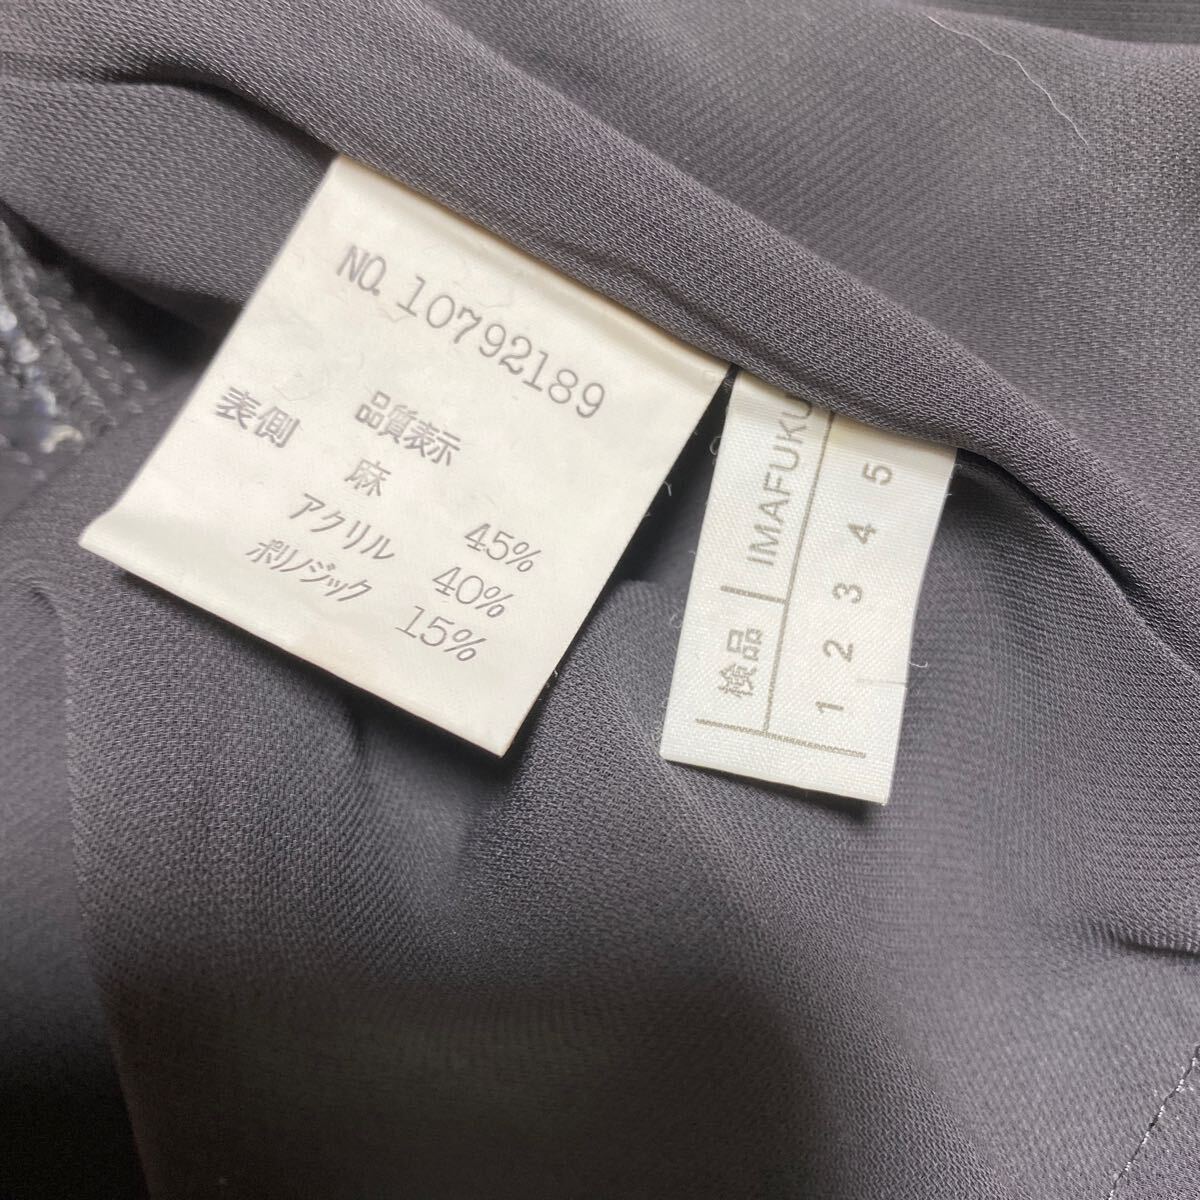 NO. 10792189
品質表示
表側
麻 45%
アクリル 40%
ポリノジック 15%
検品 IMAFUKU
1 2 3 4 5